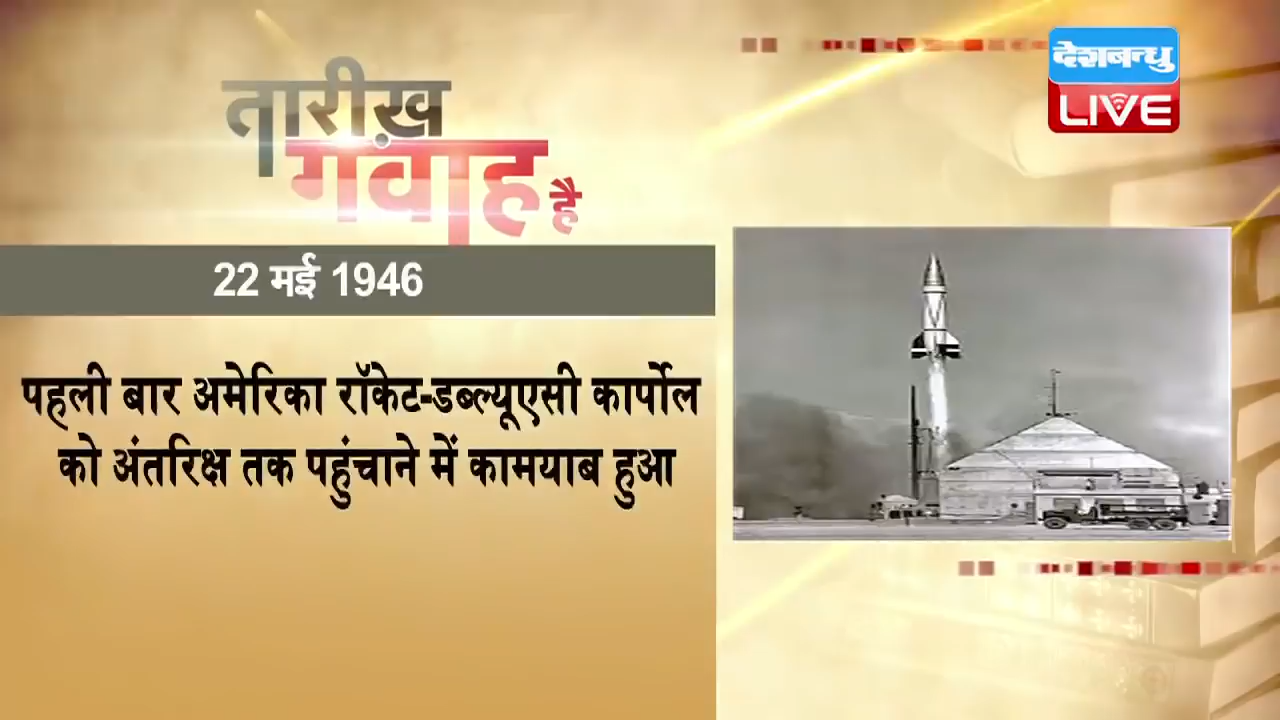 तारीख़
गवाह है
देशबन्धु
LIVE
22 मई 1946
पहली बार अमेरिका रॉकेट-डब्ल्यूएसी कार्पोल
को अंतरिक्ष तक पहुंचाने में कामयाब हुआ